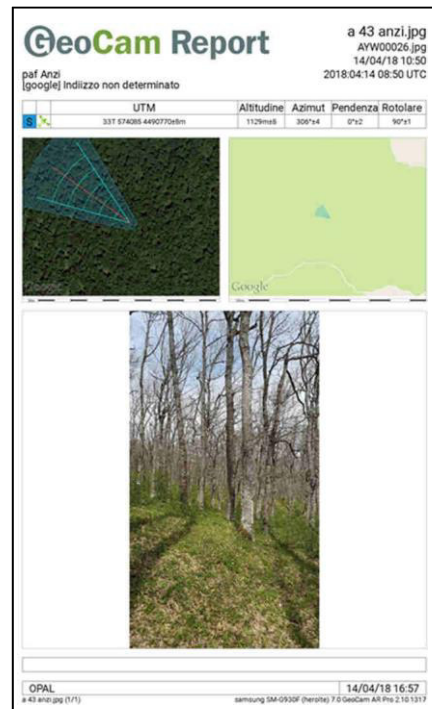 GeoCam Report
a 43 anzi.jpg
AYW00026.jpg
14/04/18 10:50
2018:04:14 08:50 UTC
paf Anzi
[google] Indiizzo non determinato
UTM Altitudine Azimut Pendenza Rotolare
S 33T 574085 4490770±8m 1129m±8 306°±4 0°±2 90°±1
Google
Google
OPAL 14/04/18 16:57
a 43 anzi.jpg (1/1) samsung SM-G930F (herolte) 7.0 GeoCam AR Pro 2.10.1317